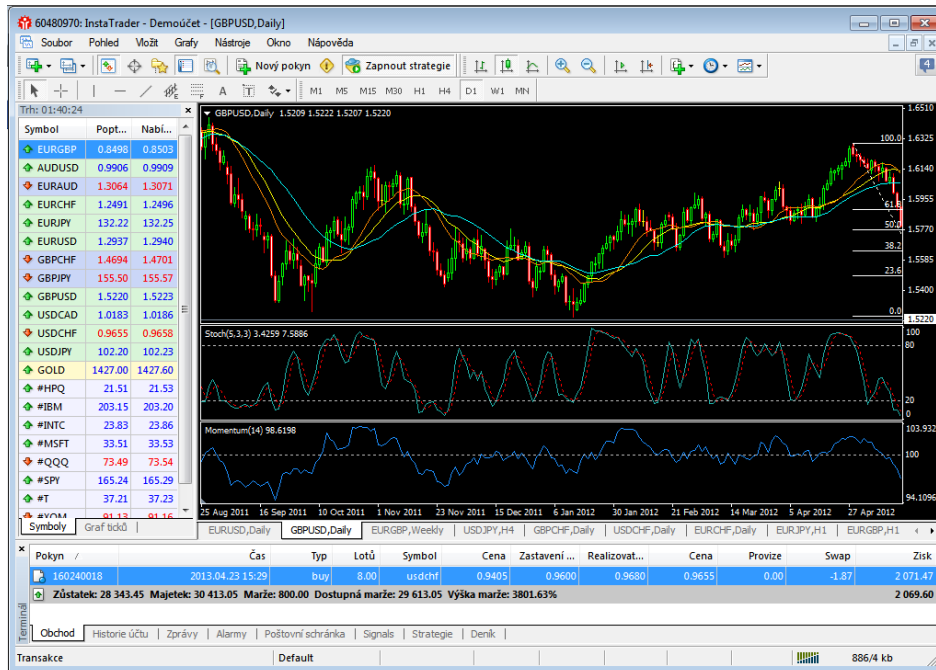 60480970: InstaTrader - Demoúčet - [GBPUSD,Daily]
Soubor Pohled Vložit Grafy Nástroje Okno Nápověda
Nový pokyn Zapnout strategie 4
A T M1 M5 M15 M30 H1 H4 D1 W1 MN
Trh: 01:40:24
Symbol Popt... Nabí...
EURGBP 0.8498 0.8503
AUDUSD 0.9906 0.9909
EURAUD 1.3064 1.3071
EURCHF 1.2491 1.2496
EURJPY 132.22 132.25
EURUSD 1.2937 1.2940
GBPCHF 1.4694 1.4701
GBPJPY 155.50 155.57
GBPUSD 1.5220 1.5223
USDCAD 1.0183 1.0186
USDCHF 0.9655 0.9658
USDJPY 102.20 102.23
GOLD 1427.00 1427.60
#HPQ 21.51 21.53
#IBM 203.15 203.20
#INTC 23.83 23.86
#MSFT 33.51 33.53
#QQQ 73.49 73.54
#SPY 165.24 165.29
#T 37.21 37.23
#XOM 91.13 91.16
Symboly Graf ticků
GBPUSD,Daily 1.5209 1.5222 1.5207 1.5220
100.0
61.8
50.0
38.2
23.6
0.0
1.6510
1.6325
1.6140
1.5955
1.5770
1.5585
1.5400
1.5220
Stoch(5,3,3) 3.4259 7.5886
100
80
20
0
Momentum(14) 98.6198
103.932
100
94.1096
25 Aug 2011 16 Sep 2011 10 Oct 2011 1 Nov 2011 23 Nov 2011 15 Dec 2011 6 Jan 2012 30 Jan 2012 21 Feb 2012 14 Mar 2012 5 Apr 2012 27 Apr 2012
EURUSD,Daily GBPUSD,Daily EURGBP,Weekly USDJPY,H4 GBPCHF,Daily USDCHF,Daily EURCHF,Daily EURJPY,H1 EURGBP,H1
Pokyn / Čas Typ Lotů Symbol Cena Zastavení ... Realizovat... Cena Provize Swap Zisk
160240018 2013.04.23 15:29 buy 8.00 usdchf 0.9405 0.9600 0.9680 0.9655 0.00 -1.87 2 071.47
Zůstatek: 28 343.45 Majetek: 30 413.05 Marže: 800.00 Dostupná marže: 29 613.05 Výška marže: 3801.63% 2 069.60
Terminál
Obchod Historie účtu Zprávy Alarmy Poštovní schránka Signals Strategie Deník
Transakce Default 886/4 kb